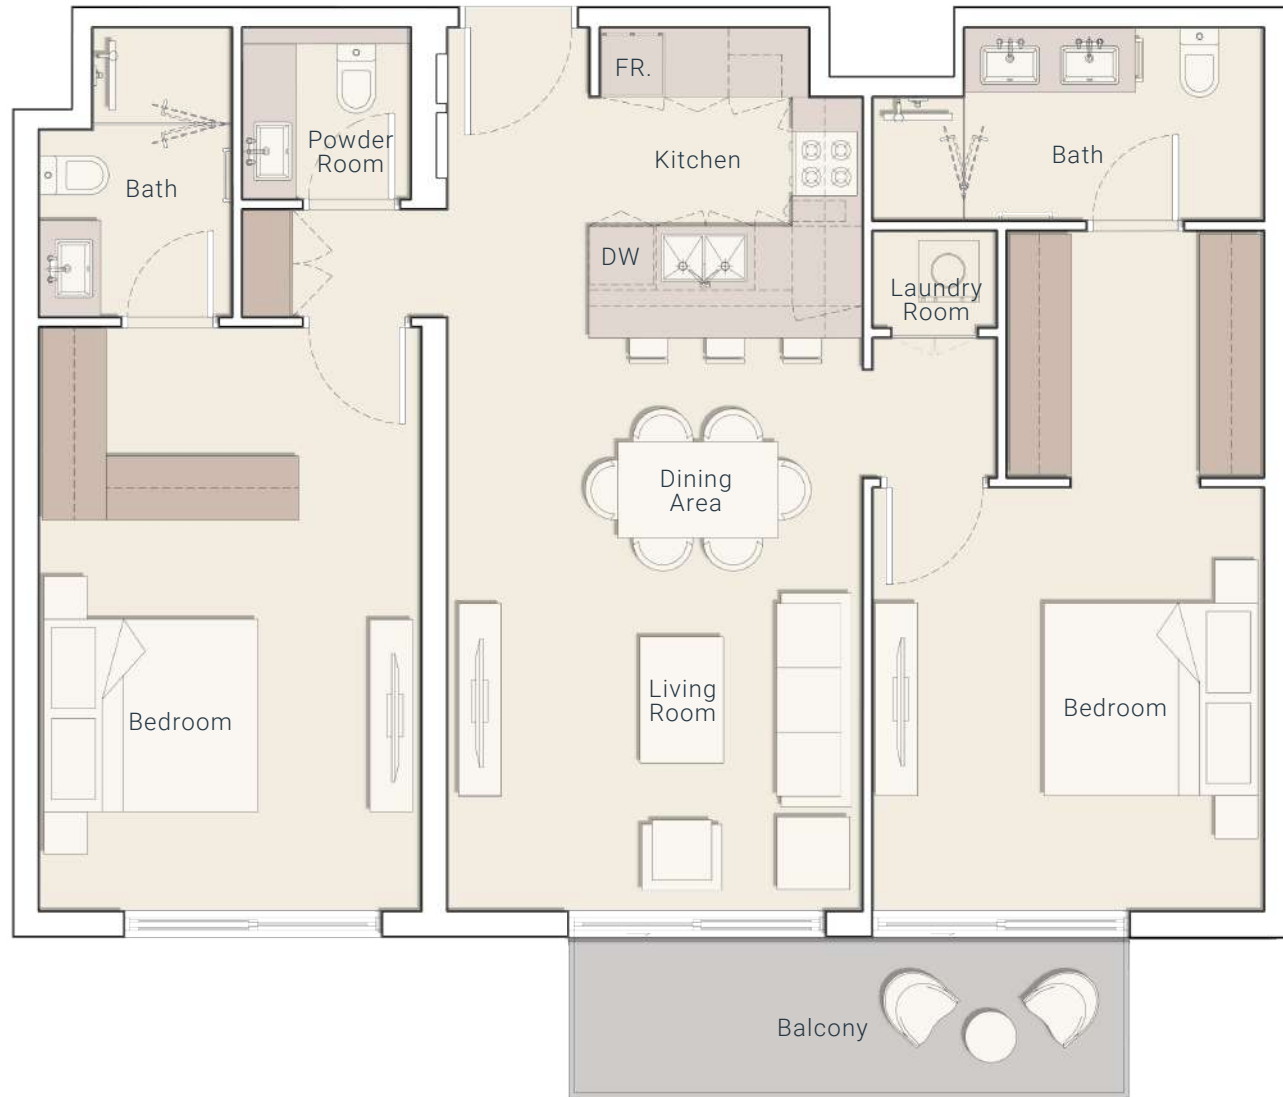 FR.
Powder
Room
Kitchen
Bath
Bath
DW
Laundry
Room
Dining
Area
Living
Room
Bedroom
Bedroom
Balcony